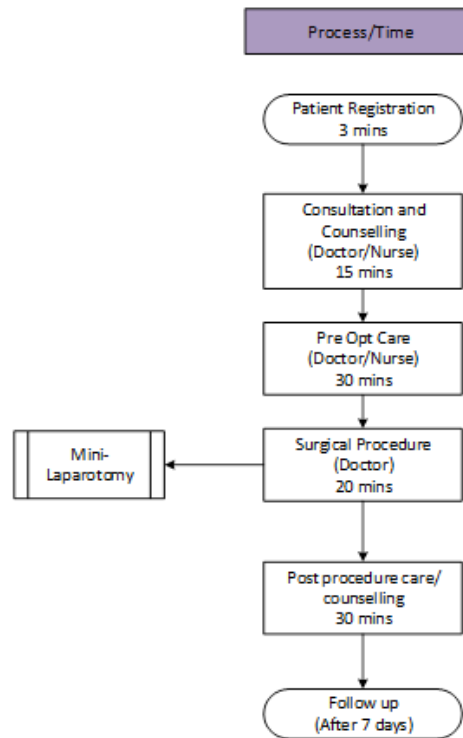 Process/Time
Patient Registration
3 mins
Consultation and
Counselling
(Doctor/Nurse)
15 mins
Pre Opt Care
(Doctor/Nurse)
30 mins
Mini-
Laparotomy
Surgical Procedure
(Doctor)
20 mins
Post procedure care/
counselling
30 mins
Follow up
(After 7 days)